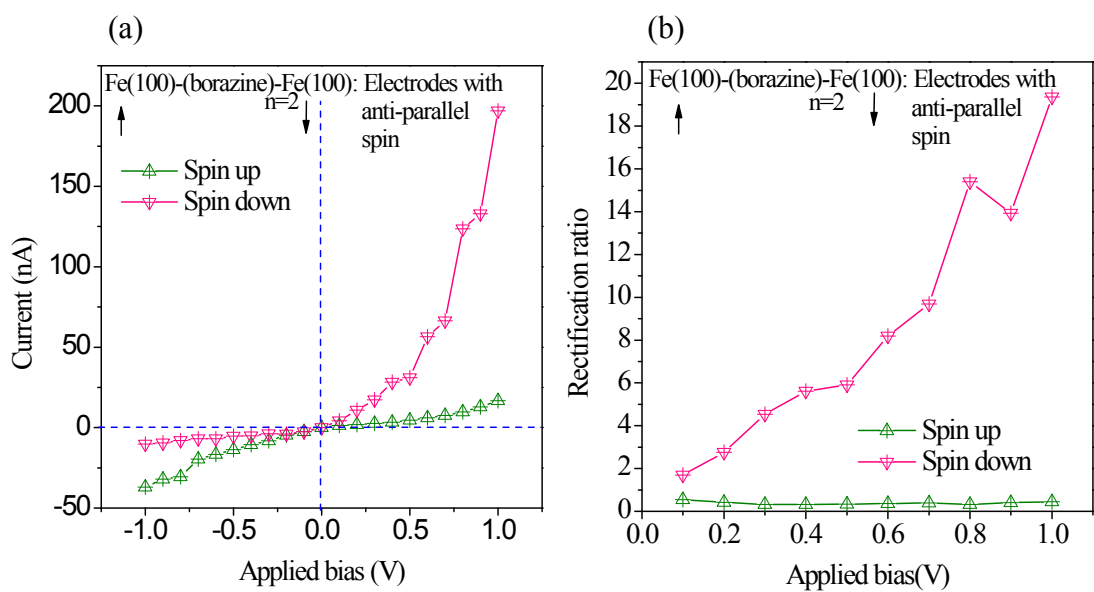 (a)
Fe(100)-(borazine)-Fe(100): Electrodes with
n=2
anti-parallel
spin
Spin up
Spin down
200
150
100
50
0
-50
-1.0
-0.5
0.0
0.5
1.0
Current (nA)
Applied bias (V)
(b)
Fe(100)-(borazine)-Fe(100): Electrodes with
n=2
anti-parallel
spin
Spin up
Spin down
20
18
16
14
12
10
8
6
4
2
0
0.0
0.2
0.4
0.6
0.8
1.0
Rectification ratio
Applied bias(V)